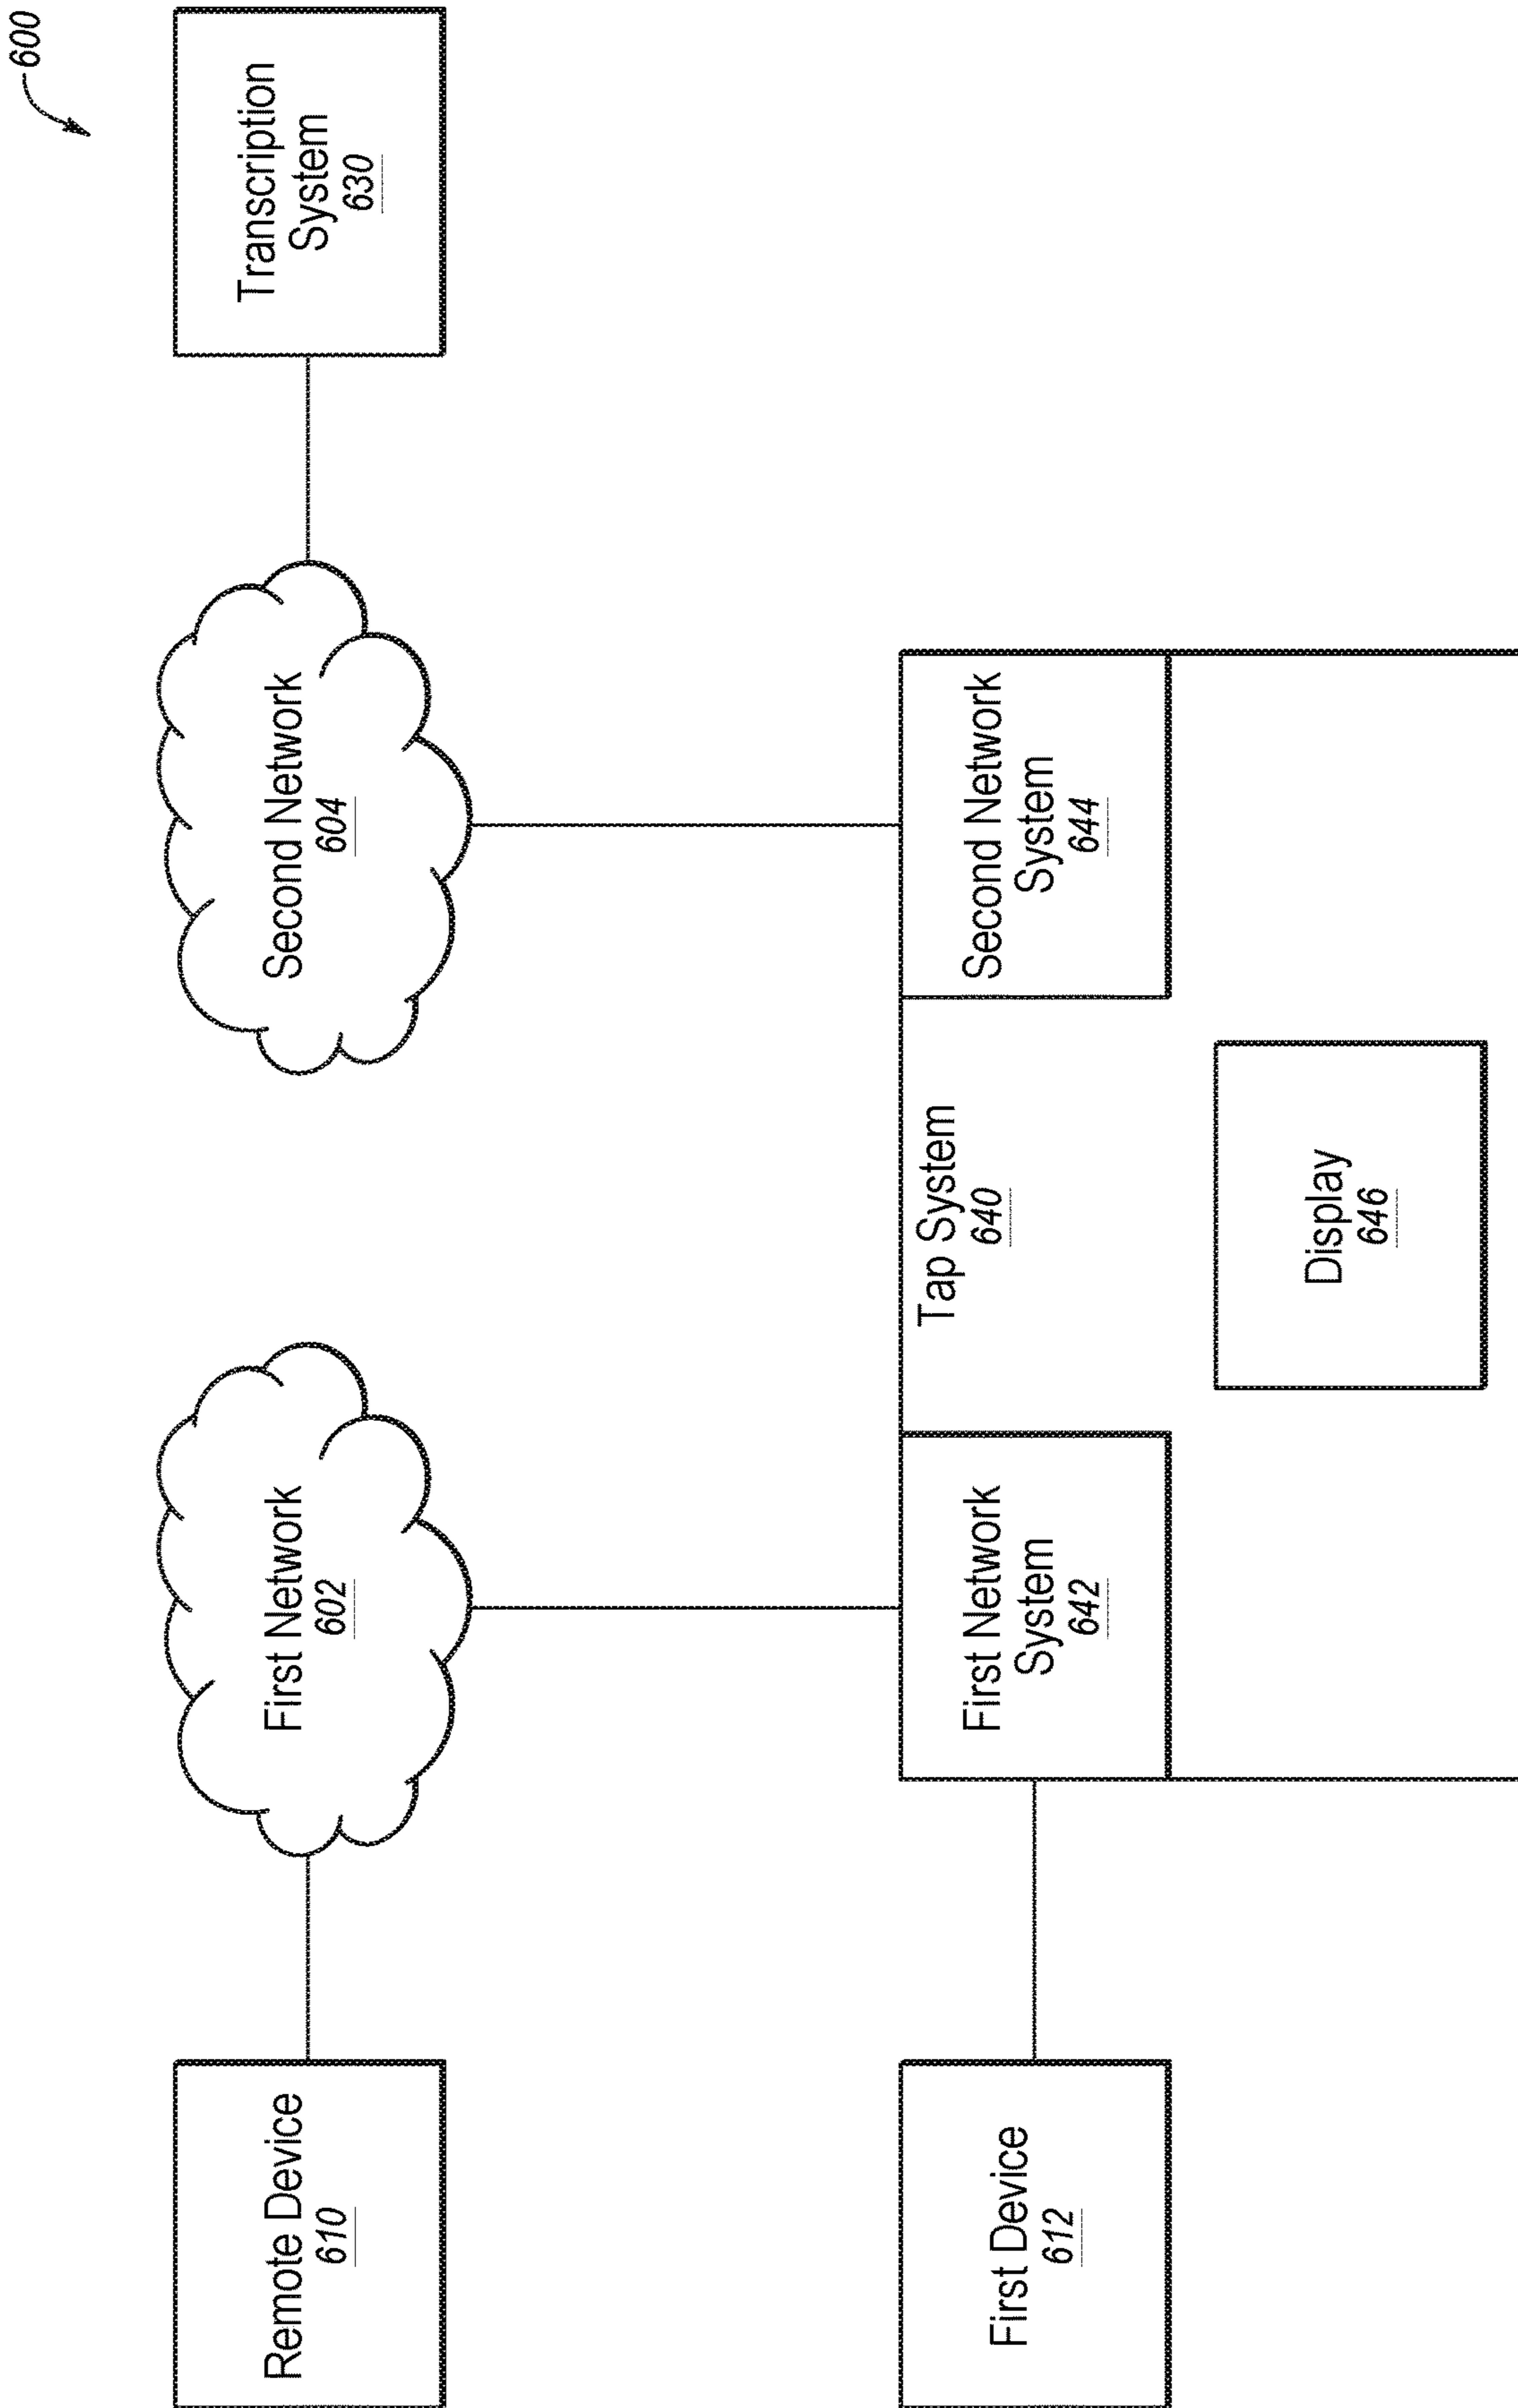 600
Remote Device
610
First Network
602
Second Network
604
Transcription
System
630
First Device
612
First Network
System
642
Tap System
640
Second Network
System
644
Display
646